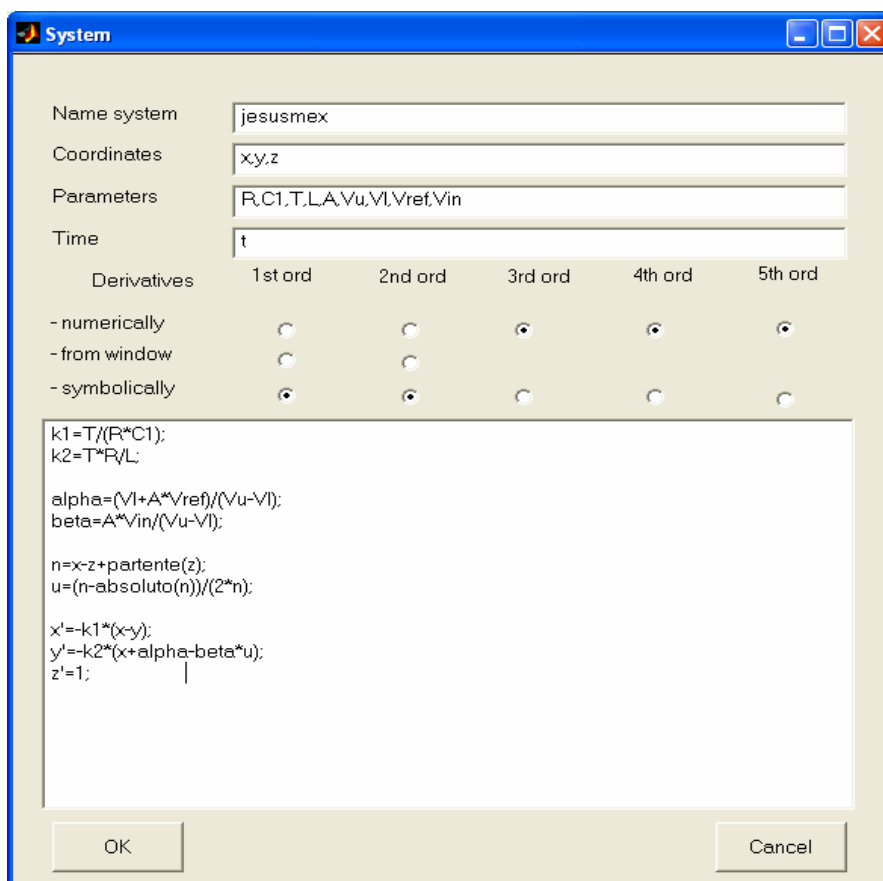 System
Name system jesusmex
Coordinates x,y,z
Parameters R,C1,T,L,A,Vu,Vl,Vref,Vin
Time t
Derivatives 1st ord 2nd ord 3rd ord 4th ord 5th ord
- numerically
- from window
- symbolically
k1=T/(R*C1);
k2=T*R/L;
alpha=(Vl+A*Vref)/(Vu-Vl);
beta=A*Vin/(Vu-Vl);
n=x-z+partente(z);
u=(n-absoluto(n))/(2*n);
x'=-k1*(x-y);
y'=-k2*(x+alpha-beta*u);
z'=1;
OK Cancel